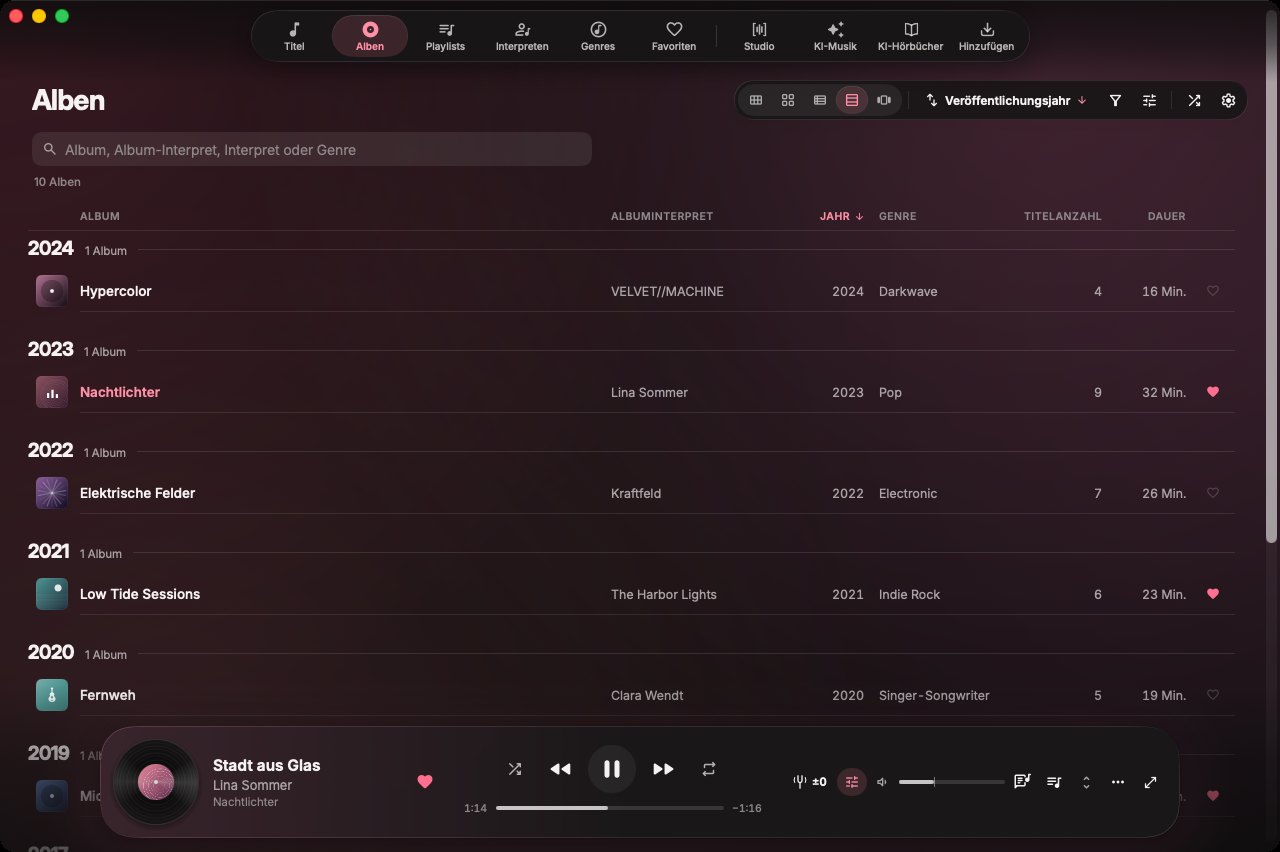 Titel
Alben
Playlists
Interpreten
Genres
Favoriten
Studio
KI-Musik
KI-Hörbücher
Hinzufügen
Alben
Veröffentlichungsjahr
Album, Album-Interpret, Interpret oder Genre
10 Alben
ALBUM ALBUMINTERPRET JAHR ↓ GENRE TITELANZAHL DAUER
2024 1 Album
Hypercolor VELVET//MACHINE 2024 Darkwave 4 16 Min.
2023 1 Album
Nachtlichter Lina Sommer 2023 Pop 9 32 Min.
2022 1 Album
Elektrische Felder Kraftfeld 2022 Electronic 7 26 Min.
2021 1 Album
Low Tide Sessions The Harbor Lights 2021 Indie Rock 6 23 Min.
2020 1 Album
Fernweh Clara Wendt 2020 Singer-Songwriter 5 19 Min.
2019
Stadt aus Glas
Lina Sommer
Nachtlichter
1:14 −1:16
±0
2017